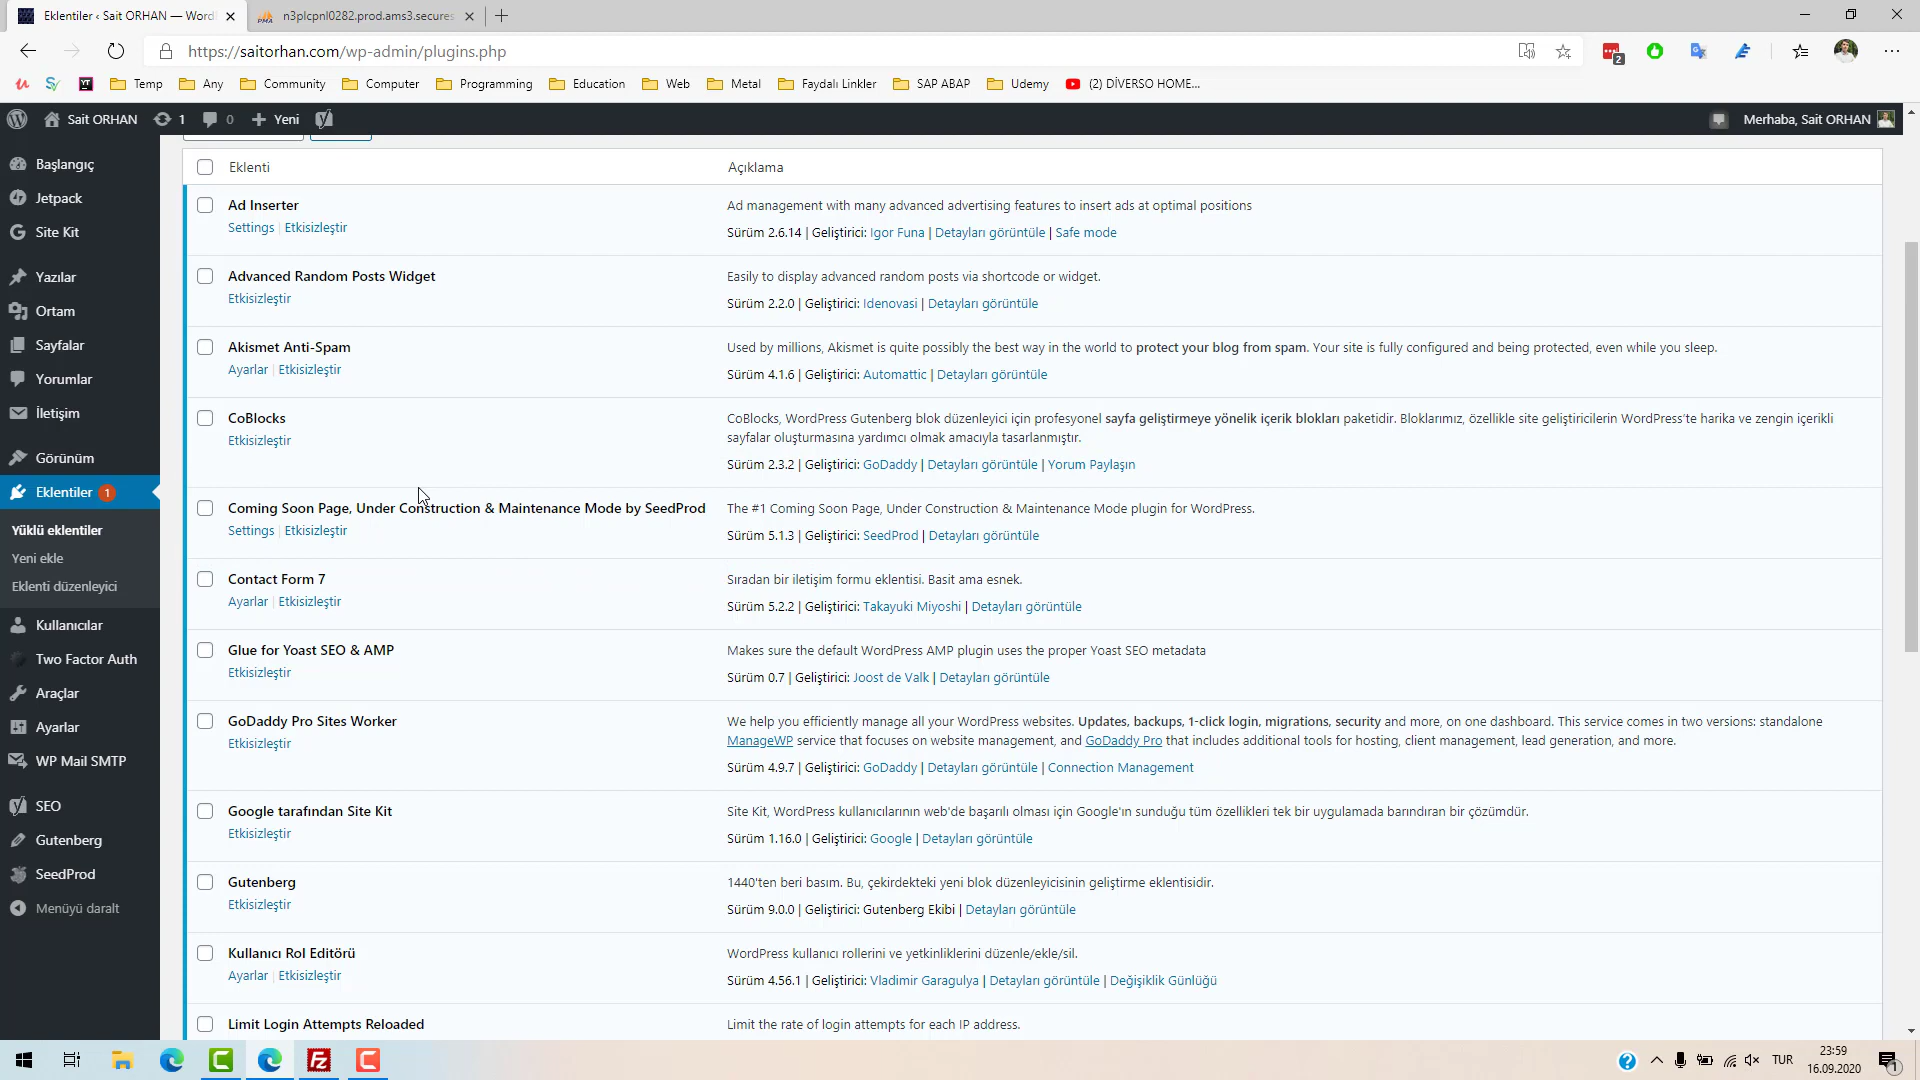 Eklentiler ‹ Sait ORHAN — Word
n3plcpnl0282.prod.ams3.secures
https://saitorhan.com/wp-admin/plugins.php
2
Temp Any Community Computer Programming Education Web Metal Faydalı Linkler SAP ABAP Udemy (2) DİVERSO HOME...
Sait ORHAN 1 0 Yeni
Merhaba, Sait ORHAN
Başlangıç
Jetpack
Site Kit
Yazılar
Ortam
Sayfalar
Yorumlar
İletişim
Görünüm
Eklentiler 1
Yüklü eklentiler
Yeni ekle
Eklenti düzenleyici
Kullanıcılar
Two Factor Auth
Araçlar
Ayarlar
WP Mail SMTP
SEO
Gutenberg
SeedProd
Menüyü daralt
Eklenti Açıklama
Ad Inserter
Settings | Etkisizleştir
Ad management with many advanced advertising features to insert ads at optimal positions
Sürüm 2.6.14 | Geliştirici: Igor Funa | Detayları görüntüle | Safe mode
Advanced Random Posts Widget
Etkisizleştir
Easily to display advanced random posts via shortcode or widget.
Sürüm 2.2.0 | Geliştirici: Idenovasi | Detayları görüntüle
Akismet Anti-Spam
Ayarlar | Etkisizleştir
Used by millions, Akismet is quite possibly the best way in the world to protect your blog from spam. Your site is fully configured and being protected, even while you sleep.
Sürüm 4.1.6 | Geliştirici: Automattic | Detayları görüntüle
CoBlocks
Etkisizleştir
CoBlocks, WordPress Gutenberg blok düzenleyici için profesyonel sayfa geliştirmeye yönelik içerik blokları paketidir. Bloklarımız, özellikle site geliştiricilerin WordPress'te harika ve zengin içerikli
sayfalar oluşturmasına yardımcı olmak amacıyla tasarlanmıştır.
Sürüm 2.3.2 | Geliştirici: GoDaddy | Detayları görüntüle | Yorum Paylaşın
Coming Soon Page, Under Construction & Maintenance Mode by SeedProd
Settings | Etkisizleştir
The #1 Coming Soon Page, Under Construction & Maintenance Mode plugin for WordPress.
Sürüm 5.1.3 | Geliştirici: SeedProd | Detayları görüntüle
Contact Form 7
Ayarlar | Etkisizleştir
Sıradan bir iletişim formu eklentisi. Basit ama esnek.
Sürüm 5.2.2 | Geliştirici: Takayuki Miyoshi | Detayları görüntüle
Glue for Yoast SEO & AMP
Etkisizleştir
Makes sure the default WordPress AMP plugin uses the proper Yoast SEO metadata
Sürüm 0.7 | Geliştirici: Joost de Valk | Detayları görüntüle
GoDaddy Pro Sites Worker
Etkisizleştir
We help you efficiently manage all your WordPress websites. Updates, backups, 1-click login, migrations, security and more, on one dashboard. This service comes in two versions: standalone
ManageWP service that focuses on website management, and GoDaddy Pro that includes additional tools for hosting, client management, lead generation, and more.
Sürüm 4.9.7 | Geliştirici: GoDaddy | Detayları görüntüle | Connection Management
Google tarafından Site Kit
Etkisizleştir
Site Kit, WordPress kullanıcılarının web'de başarılı olması için Google'ın sunduğu tüm özellikleri tek bir uygulamada barındıran bir çözümdür.
Sürüm 1.16.0 | Geliştirici: Google | Detayları görüntüle
Gutenberg
Etkisizleştir
1440'ten beri basım. Bu, çekirdekteki yeni blok düzenleyicisinin geliştirme eklentisidir.
Sürüm 9.0.0 | Geliştirici: Gutenberg Ekibi | Detayları görüntüle
Kullanıcı Rol Editörü
Ayarlar | Etkisizleştir
WordPress kullanıcı rollerini ve yetkinliklerini düzenle/ekle/sil.
Sürüm 4.56.1 | Geliştirici: Vladimir Garagulya | Detayları görüntüle | Değişiklik Günlüğü
Limit Login Attempts Reloaded
Limit the rate of login attempts for each IP address.
TUR
23:59
16.09.2020
1